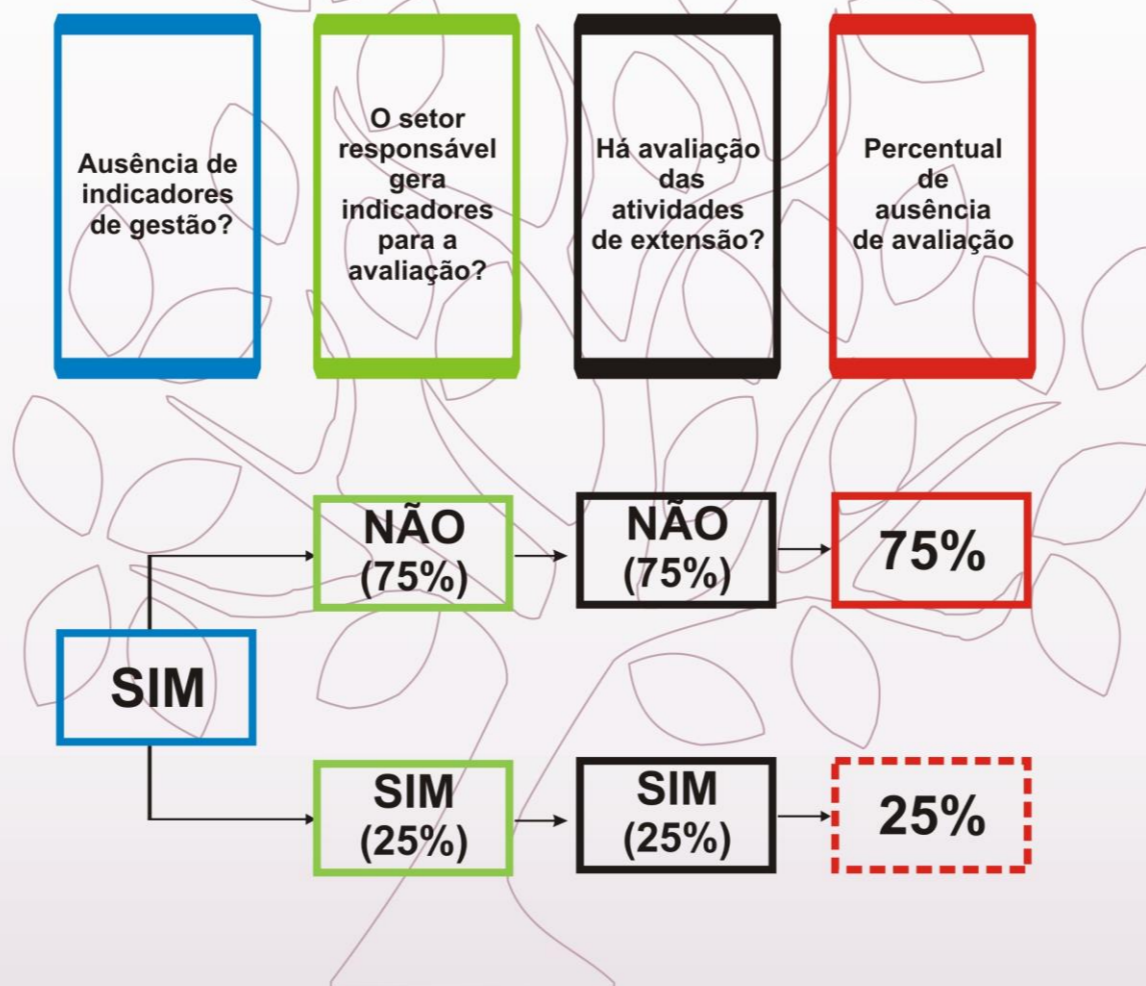 Ausência de
indicadores
de gestão?
O setor
responsável
gera
indicadores
para a
avaliação?
Há avaliação
das
atividades
de extensão?
Percentual
de
ausência
de avaliação
SIM
NÃO
(75%)
NÃO
(75%)
75%
SIM
(25%)
SIM
(25%)
25%